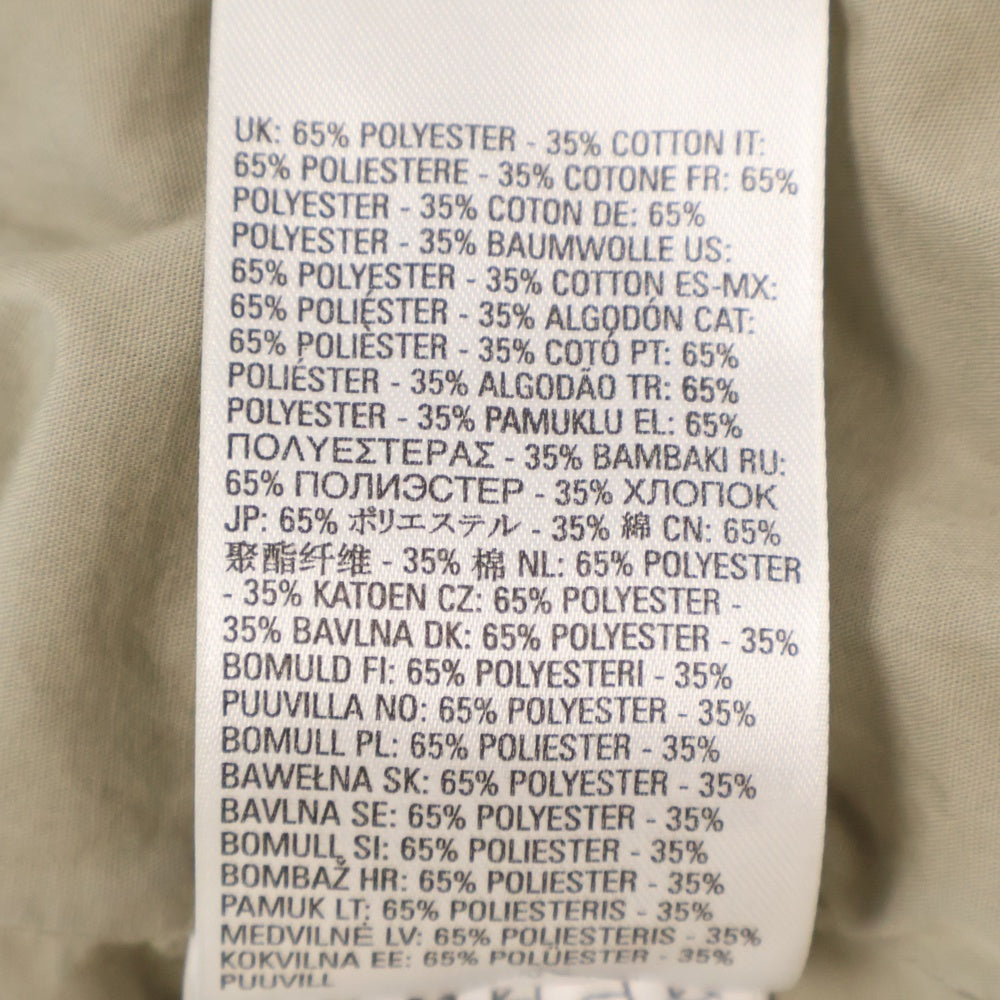 UK: 65% POLYESTER - 35% COTTON IT:
65% POLIESTERE - 35% COTONE FR: 65%
POLYESTER - 35% COTON DE: 65%
POLYESTER - 35% BAUMWOLLE US:
65% POLYESTER - 35% COTTON ES-MX:
65% POLIÉSTER - 35% ALGODÓN CAT:
65% POLIÈSTER - 35% COTÓ PT: 65%
POLIÉSTER - 35% ALGODÃO TR: 65%
POLYESTER - 35% PAMUKLU EL: 65%
ΠΟΛΥΕΣΤΕΡΑΣ - 35% ΒΑΜΒΑΚΙ RU:
65% ПОЛИЭСТЕР - 35% ХЛОПОК
JP: 65% ポリエステル - 35% 綿 CN: 65%
聚酯纤维 - 35% 棉 NL: 65% POLYESTER
- 35% KATOEN CZ: 65% POLYESTER -
35% BAVLNA DK: 65% POLYESTER - 35%
BOMULD FI: 65% POLYESTERI - 35%
PUUVILLA NO: 65% POLYESTER - 35%
BOMULL PL: 65% POLIESTER - 35%
BAWEŁNA SK: 65% POLYESTER - 35%
BAVLNA SE: 65% POLYESTER - 35%
BOMULL SI: 65% POLIESTER - 35%
BOMBAŽ HR: 65% POLIESTER - 35%
PAMUK LT: 65% POLIESTERIS - 35%
MEDVILNĖ LV: 65% POLIESTERIS - 35%
KOKVILNA EE: 65% POLÜESTER - 35%
PUUVILL